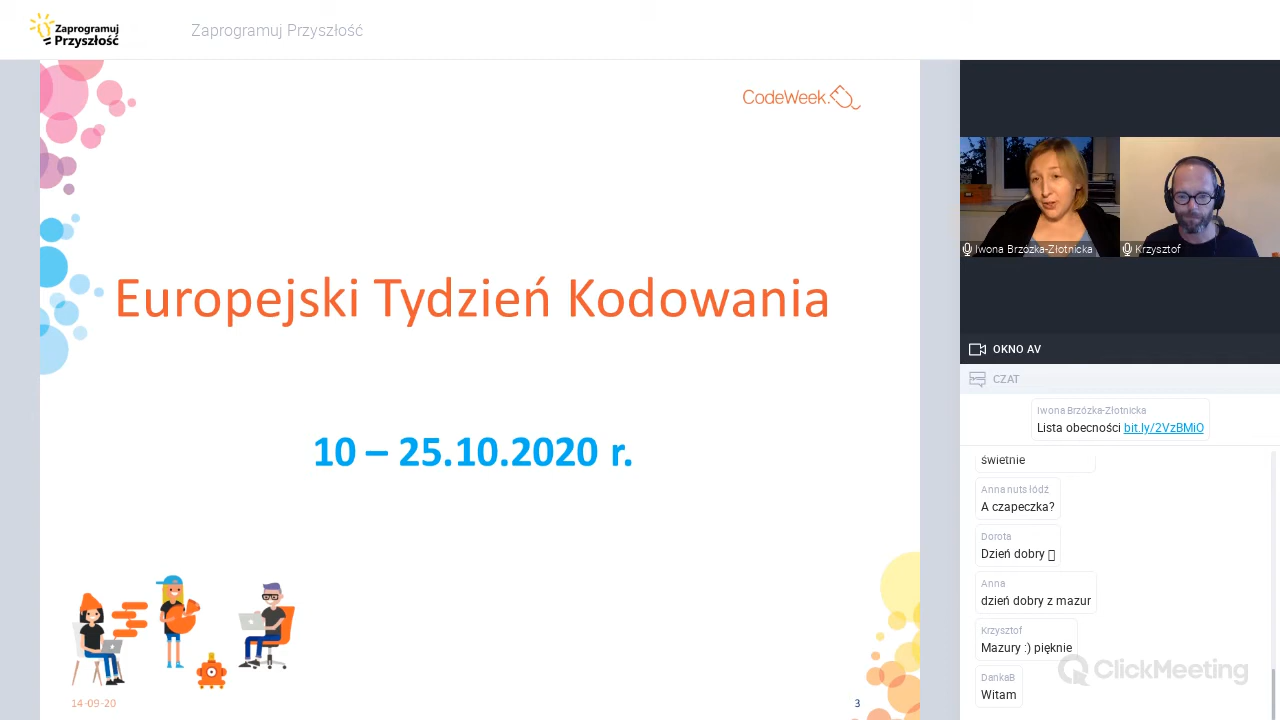 Zaprogramuj
Przyszłość
Zaprogramuj Przyszłość
CodeWeek.
Europejski Tydzień Kodowania
10 – 25.10.2020 r.
14-09-20
3
Iwona Brzózka-Złotnicka
Krzysztof
OKNO AV
CZAT
Iwona Brzózka-Złotnicka
Lista obecności bit.ly/2VzBMiO
świetnie
Anna nuts łódź
A czapeczka?
Dorota
Dzień dobry
Anna
dzień dobry z mazur
Krzysztof
Mazury :) pięknie
DankaB
Witam
ClickMeeting